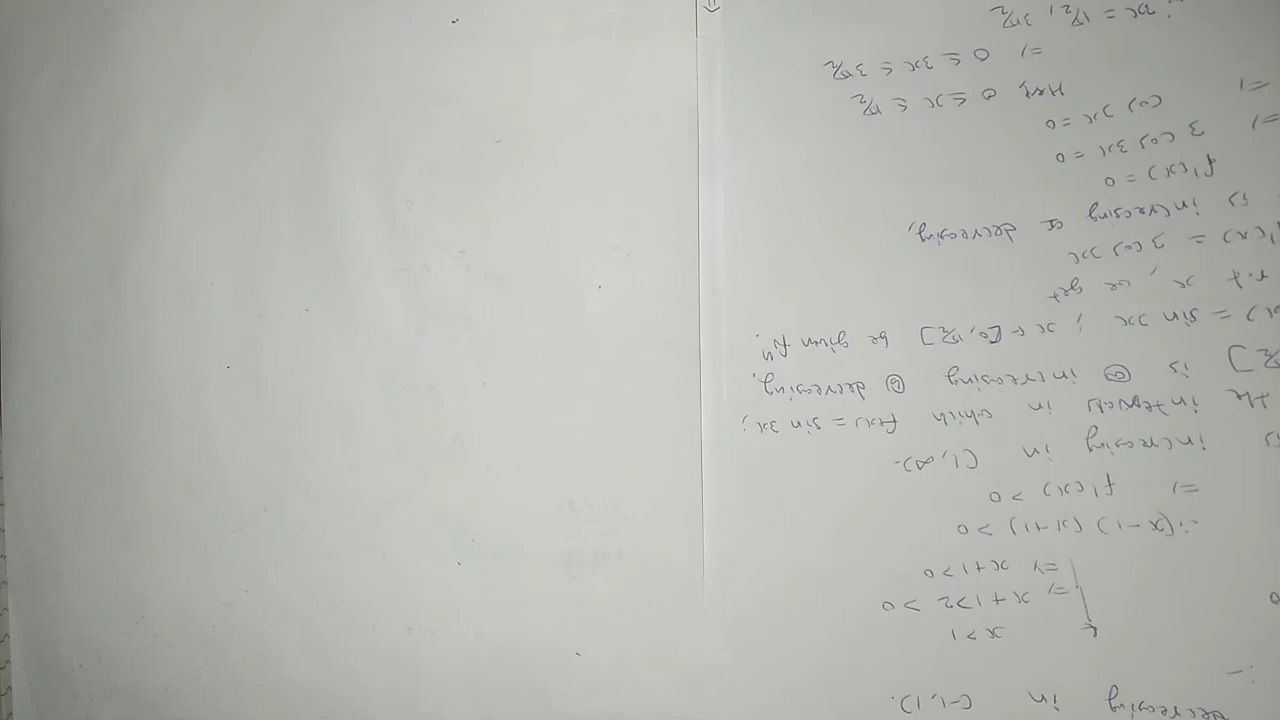 decreasing in (-1,1).
:-
& x > 1
=> x+1>2 > 0
=> x+1>0
∴ (x-1) (x+1) > 0
=) f'(x) > 0
is increasing in (1,∞).
the intervals in which f(x) = sin 3x ;
π/2] is ⓐ increasing ⓑ decreasing.
(x) = sin 3x ; x ∈ [0, π/2] be given fn.
r.t x, we get
'(x) = 3 cos 3x
is increasing or decreasing,
f'(x) = 0
=) 3 cos 3x = 0
=) cos 3x = 0
Here, 0 ≤ x ≤ π/2
=) 0 ≤ 3x ≤ 3π/2
∴ 3x = π/2, 3π/2